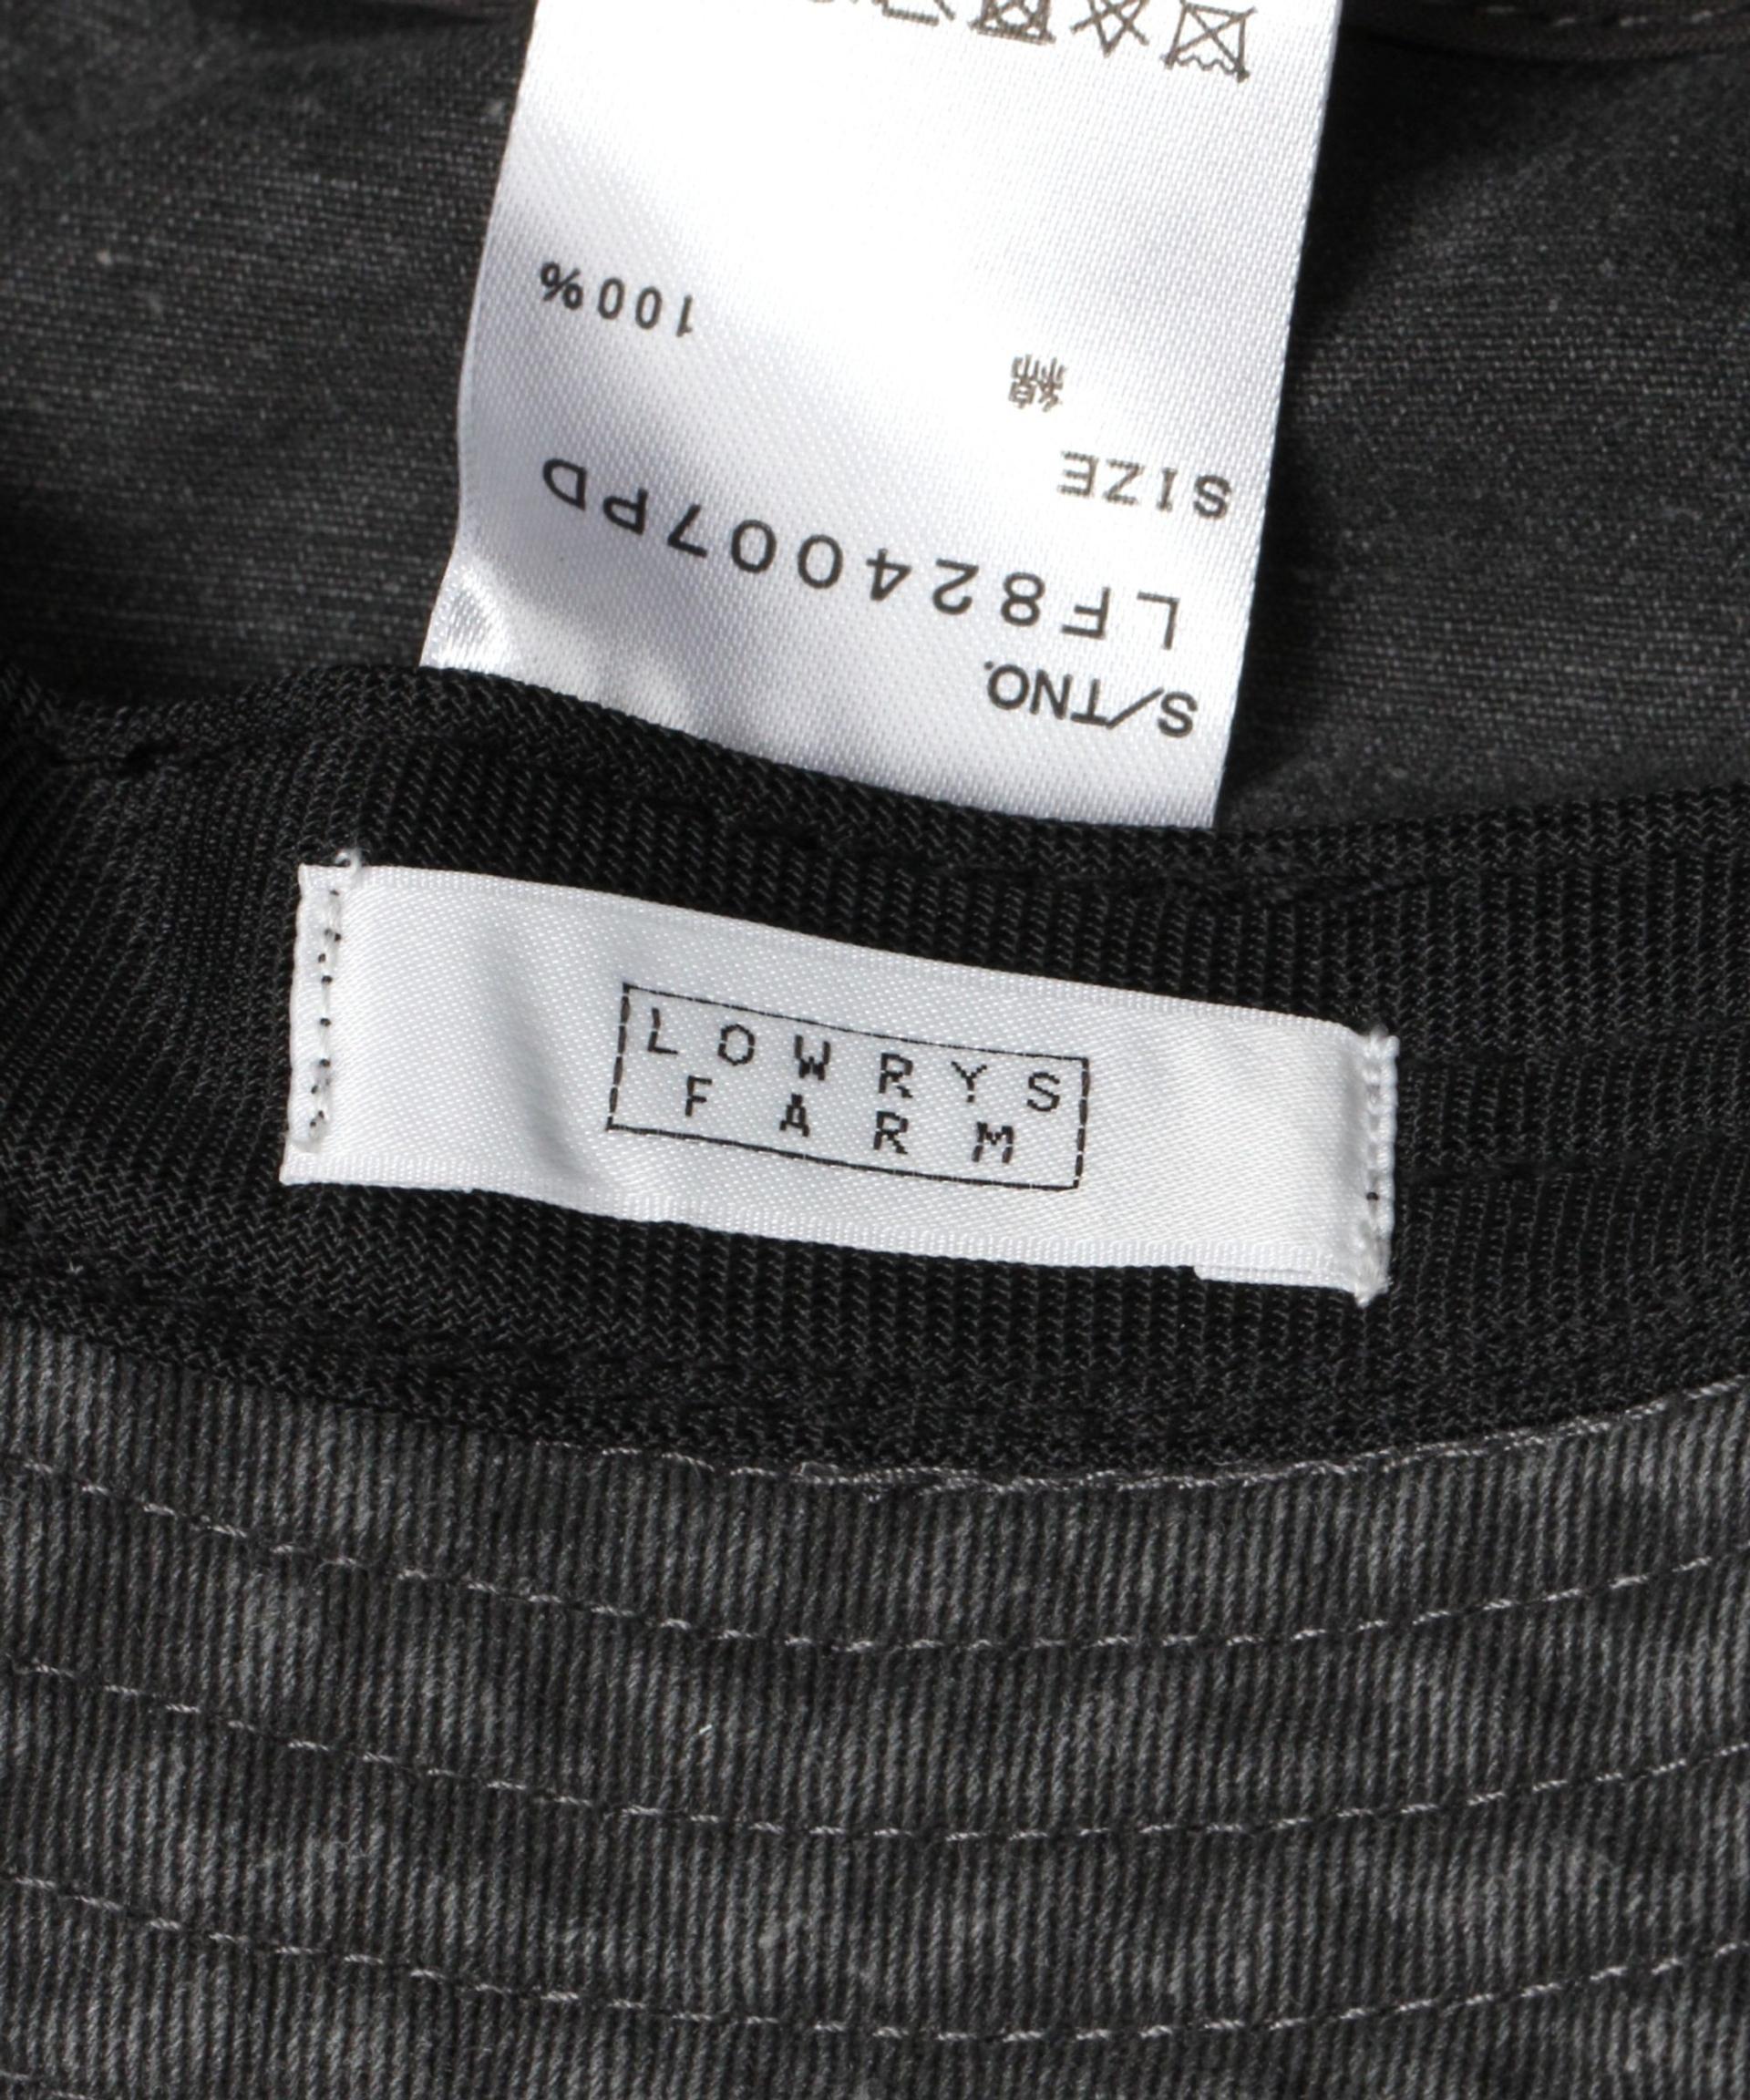 S/TNO.
LF824007PD
SIZE
綿 100%
LOWRYS
FARM